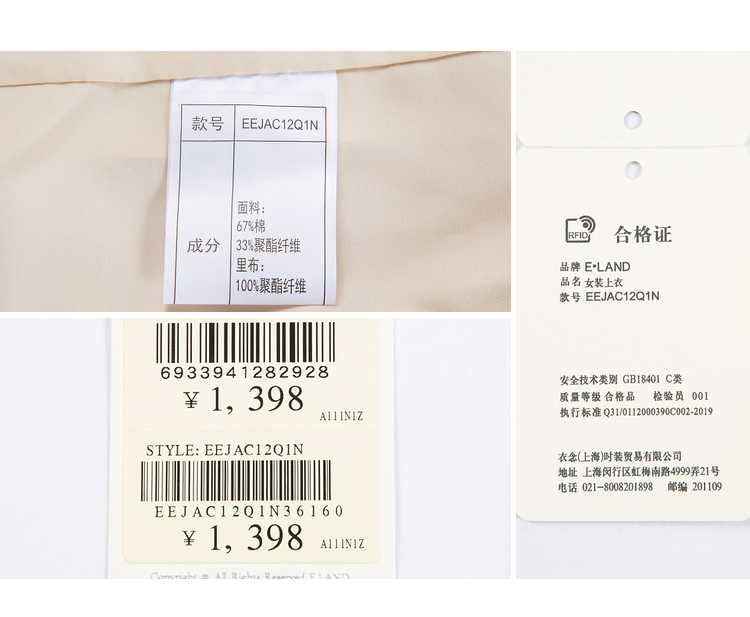 款号 EEJAC12Q1N
成分
面料:
67%棉
33%聚酯纤维
里布:
100%聚酯纤维
6933941282928
¥ 1,398
A111N1Z
STYLE: EEJAC12Q1N
EEJAC12Q1N36160
¥ 1,398
A111N1Z
Copyright @ All Rights Reserved E.LAND
RFID 合格证
品牌 E•LAND
品名 女装上衣
款号 EEJAC12Q1N
安全技术类别 GB18401 C类
质量等级 合格品 检验员 001
执行标准 Q31/0112000390C002-2019
衣念(上海)时装贸易有限公司
地址 上海闵行区虹梅南路4999弄21号
电话 021-8008201898 邮编 201109